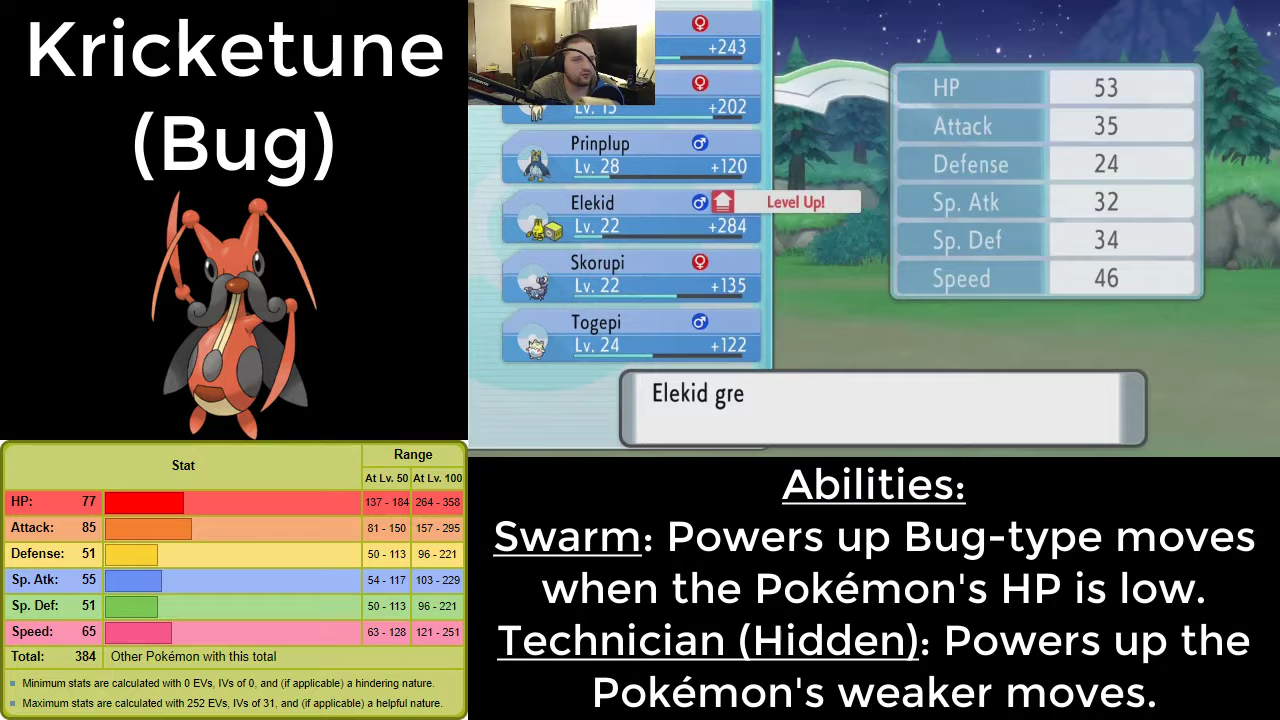 Kricketune
(Bug)
+243
Lv. 15
+202
Prinplup
Lv. 28
+120
Elekid
Level Up!
Lv. 22
+284
Skorupi
Lv. 22
+135
Togepi
Lv. 24
+122
HP 53
Attack 35
Defense 24
Sp. Atk 32
Sp. Def 34
Speed 46
Elekid gre
Stat
Range
At Lv. 50 At Lv. 100
HP: 77 137 - 184 264 - 358
Attack: 85 81 - 150 157 - 295
Defense: 51 50 - 113 96 - 221
Sp. Atk: 55 54 - 117 103 - 229
Sp. Def: 51 50 - 113 96 - 221
Speed: 65 63 - 128 121 - 251
Total: 384 Other Pokémon with this total
Minimum stats are calculated with 0 EVs, IVs of 0, and (if applicable) a hindering nature.
Maximum stats are calculated with 252 EVs, IVs of 31, and (if applicable) a helpful nature.
Abilities:
Swarm: Powers up Bug-type moves
when the Pokémon's HP is low.
Technician (Hidden): Powers up the
Pokémon's weaker moves.